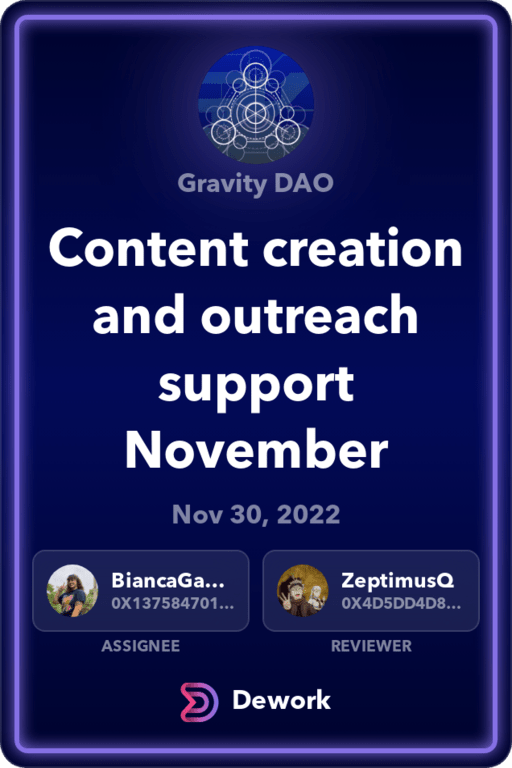 Gravity DAO
Content creation
and outreach
support
November
Nov 30, 2022
BiancaGa...
0X137584701...
ASSIGNEE
ZeptimusQ
0X4D5DD4D8...
REVIEWER
Dework